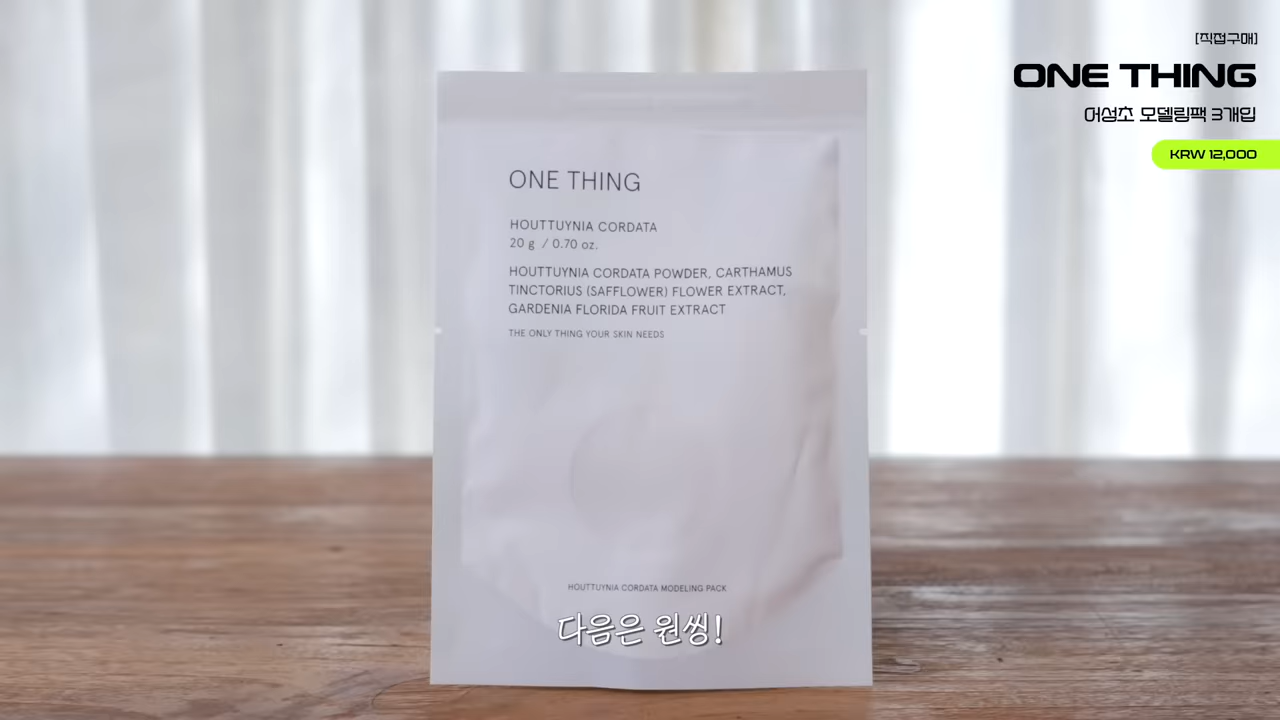 [직접구매]
ONE THING
어성초 모델링팩 3개입
KRW 12,000
ONE THING
HOUTTUYNIA CORDATA
20 g / 0.70 oz.
HOUTTUYNIA CORDATA POWDER, CARTHAMUS
TINCTORIUS (SAFFLOWER) FLOWER EXTRACT,
GARDENIA FLORIDA FRUIT EXTRACT
THE ONLY THING YOUR SKIN NEEDS
HOUTTUYNIA CORDATA MODELING PACK
다음은 원씽!